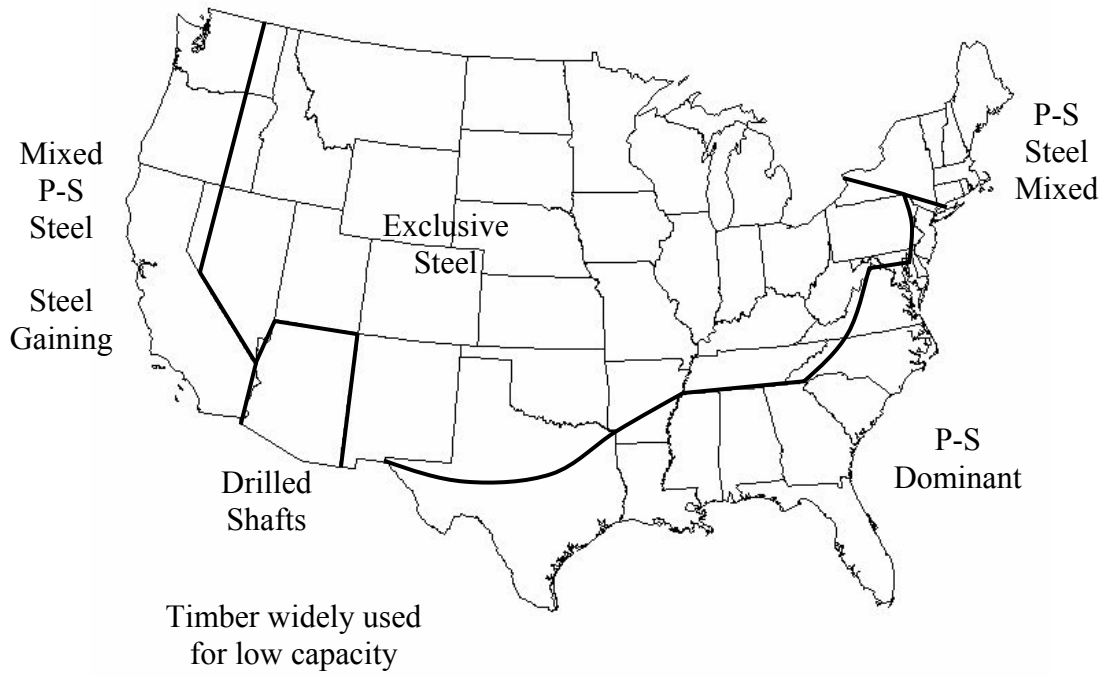 Mixed
P-S
Steel
Steel
Gaining
Exclusive
Steel
P-S
Steel
Mixed
P-S
Dominant
Drilled
Shafts
Timber widely used
for low capacity